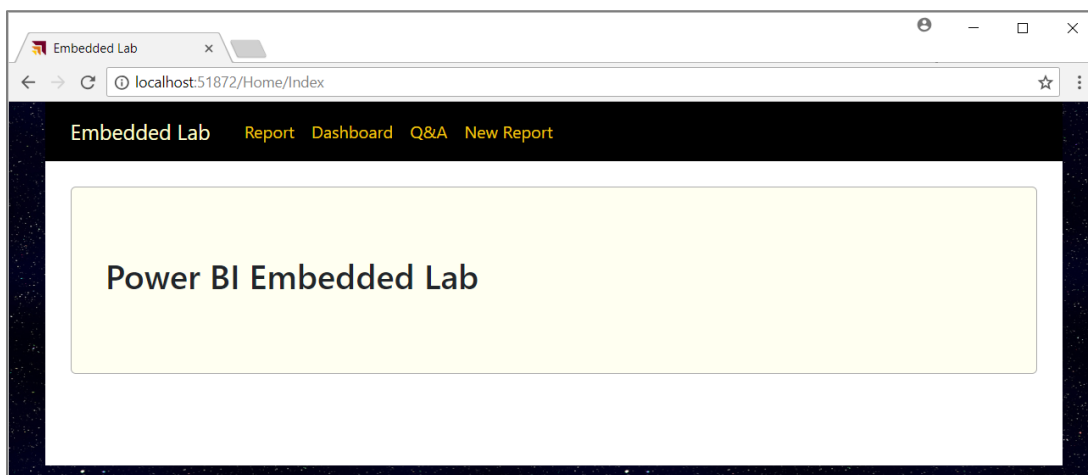 Embedded Lab
localhost:51872/Home/Index
Embedded Lab Report Dashboard Q&A New Report
Power BI Embedded Lab